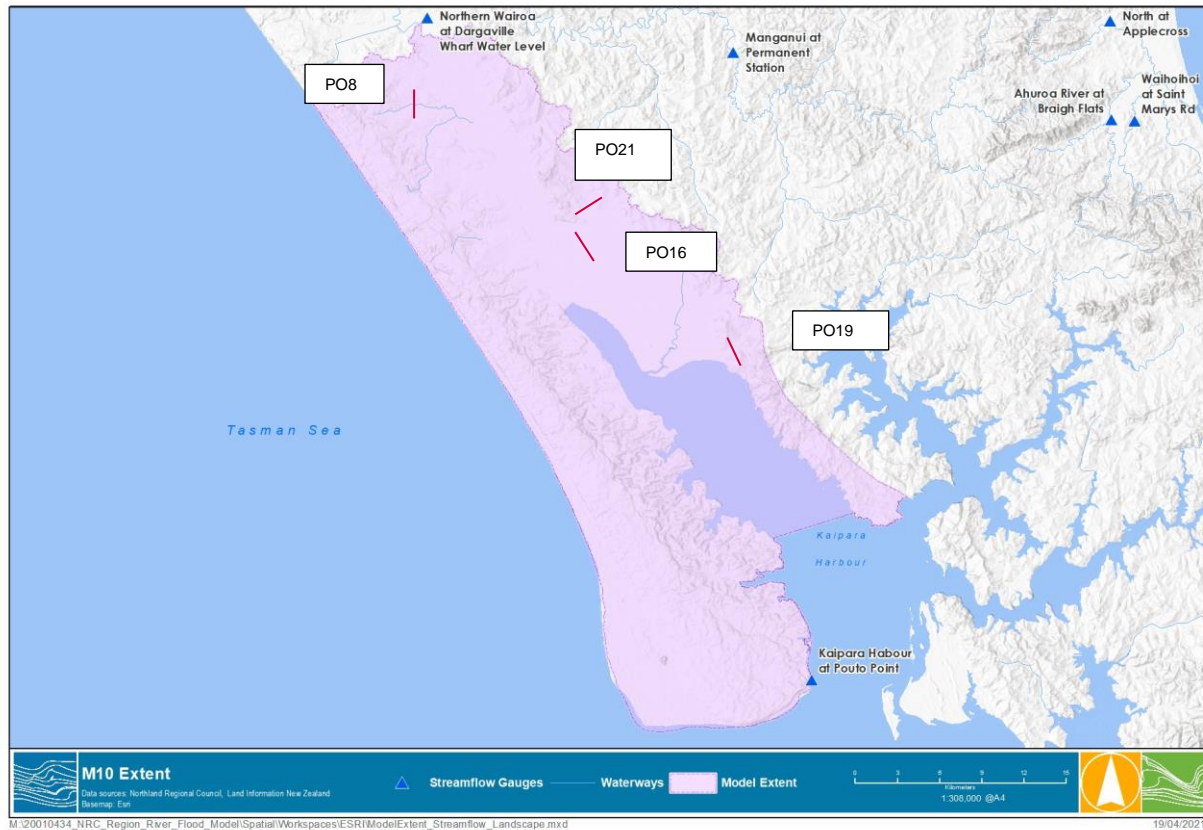 Northern Wairoa
at Dargaville
Wharf Water Level
Manganui at
Permanent
Station
North at
Applecross
Waihoihoi
at Saint
Marys Rd
Ahuroa River at
Braigh Flats
PO8
PO21
PO16
PO19
Tasman Sea
Kaipara
Harbour
Kaipara Habour
at Pouto Point
M10 Extent
Data sources: Northland Regional Council, Land Information New Zealand
Basemap: Esri
Streamflow Gauges
Waterways
Model Extent
0 3 6 9 12 15
Kilometers
1:308,000 @A4
M:\20010434_NRC_Region_River_Flood_Model\Spatial\Workspaces\ESRI\ModelExtent_Streamflow_Landscape.mxd
19/04/2021